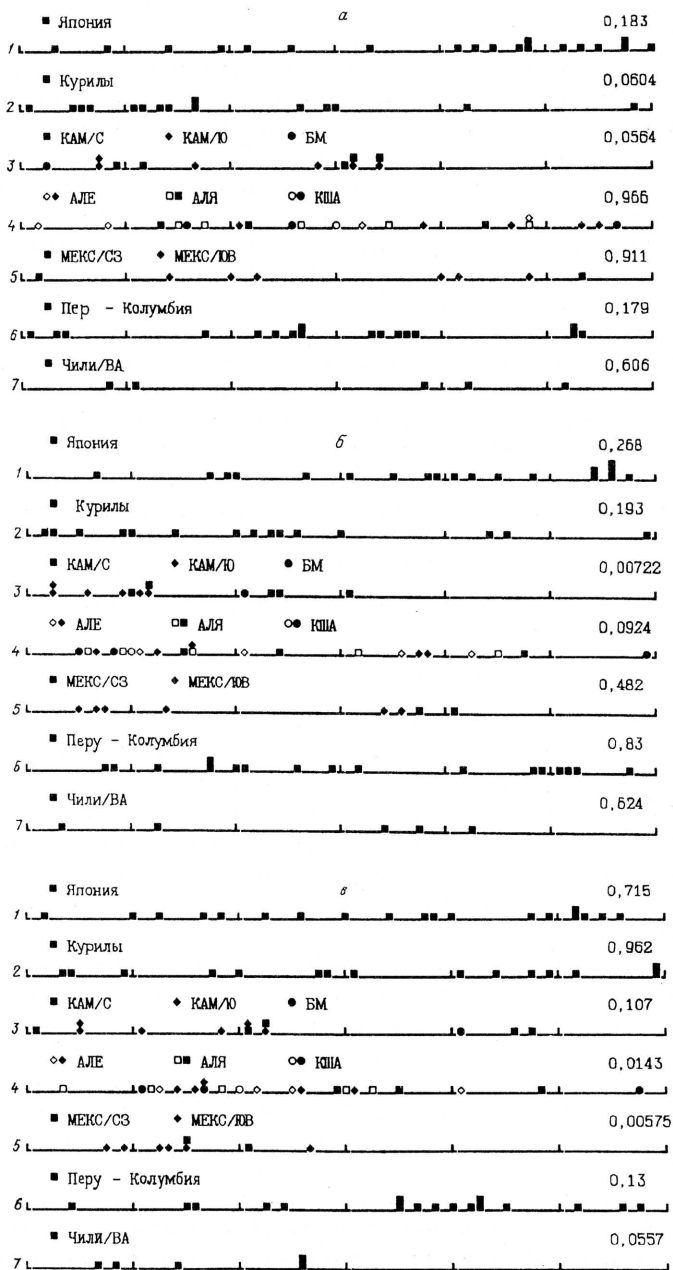 а
■ Япония 0,183
1
■ Курилы 0,0604
2
■ КАМ/С ♦ КАМ/Ю ● БМ 0,0564
3
◇♦ АЛЕ □■ АЛЯ ○● КША 0,966
4
■ МЕКС/СЗ ♦ МЕКС/ЮВ 0,911
5
■ Пер - Колумбия 0,179
6
■ Чили/ВА 0,606
7
■ Япония б 0,268
1
■ Курилы 0,193
2
■ КАМ/С ♦ КАМ/Ю ● БМ 0,00722
3
◇♦ АЛЕ □■ АЛЯ ○● КША 0,0924
4
■ МЕКС/СЗ ♦ МЕКС/ЮВ 0,482
5
■ Перу - Колумбия 0,83
6
■ Чили/ВА 0,624
7
■ Япония в 0,715
1
■ Курилы 0,962
2
■ КАМ/С ♦ КАМ/Ю ● БМ 0,107
3
◇♦ АЛЕ □■ АЛЯ ○● КША 0,0143
4
■ МЕКС/СЗ ♦ МЕКС/ЮВ 0,00575
5
■ Перу - Колумбия 0,13
6
■ Чили/ВА 0,0557
7